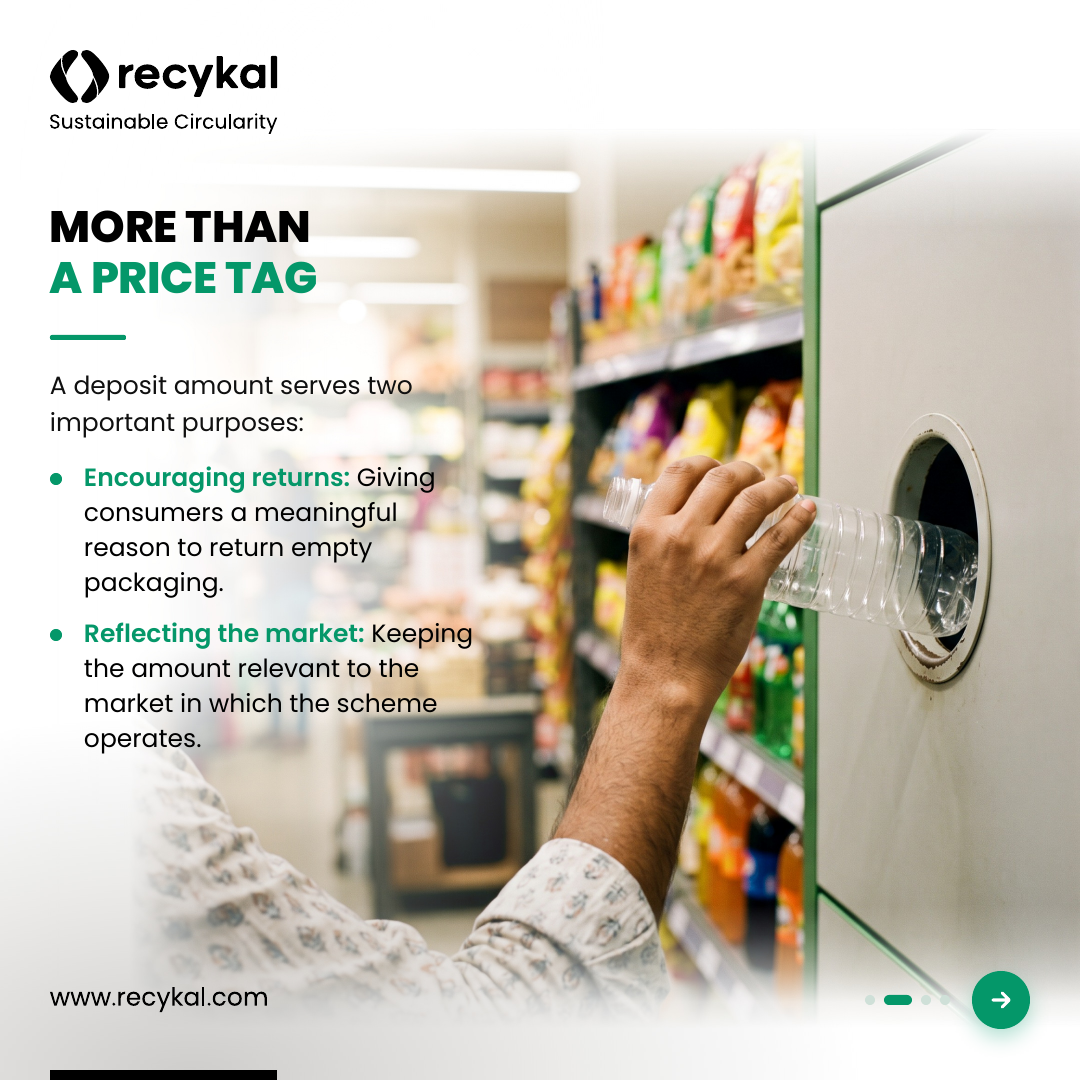 recykal
Sustainable Circularity
MORE THAN
A PRICE TAG
A deposit amount serves two
important purposes:
Encouraging returns: Giving
consumers a meaningful
reason to return empty
packaging.
Reflecting the market: Keeping
the amount relevant to the
market in which the scheme
operates.
www.recykal.com